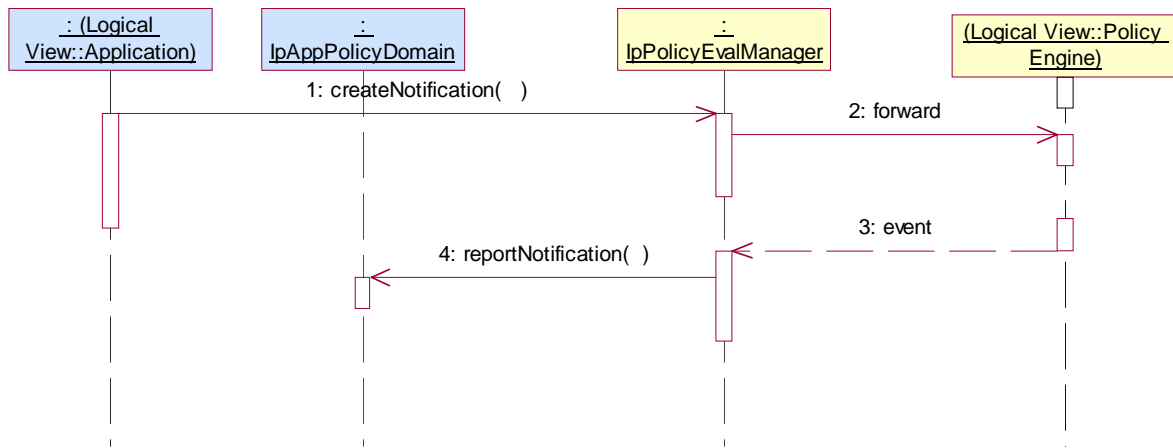 : (Logical
View::Application)
:
IpAppPolicyDomain
:
IpPolicyEvalManager
(Logical View::Policy
Engine)
1: createNotification(  )
2: forward
3: event
4: reportNotification(  )